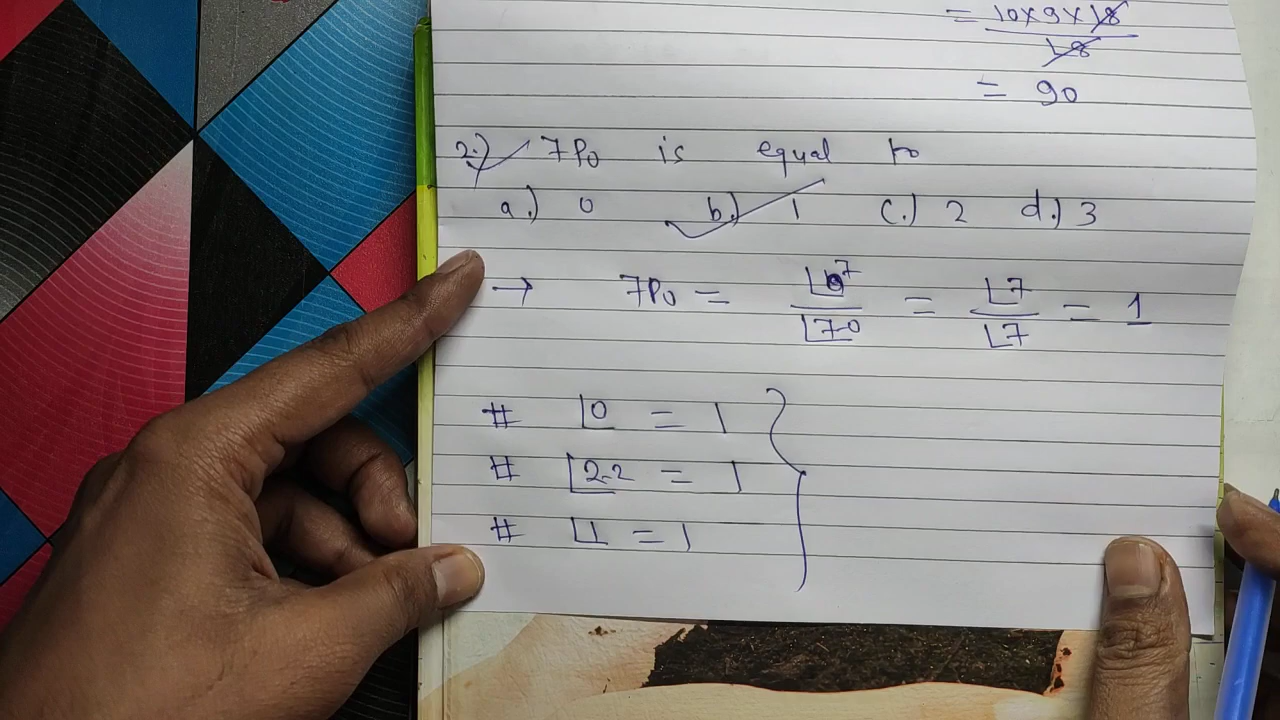 = 10×9×⌊8
⌊8
= 90
2.) 7P0 is equal to
a.) 0 b.) 1 c.) 2 d.) 3
→ 7P0 = ⌊7 / ⌊7-0 = ⌊7 / ⌊7 = 1
# ⌊0 = 1
# ⌊2-2 = 1
# ⌊1 = 1